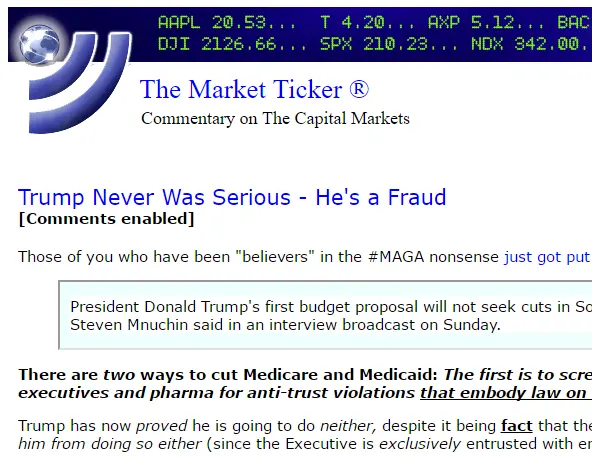 AAPL 20.53... T 4.20... AXP 5.12... BAC
DJI 2126.66... SPX 210.23... NDX 342.00.
The Market Ticker ®
Commentary on The Capital Markets
Trump Never Was Serious - He's a Fraud
[Comments enabled]
Those of you who have been "believers" in the #MAGA nonsense just got put
President Donald Trump's first budget proposal will not seek cuts in So
Steven Mnuchin said in an interview broadcast on Sunday.
There are two ways to cut Medicare and Medicaid: The first is to scre
executives and pharma for anti-trust violations that embody law on
Trump has now proved he is going to do neither, despite it being fact that the
him from doing so either (since the Executive is exclusively entrusted with en